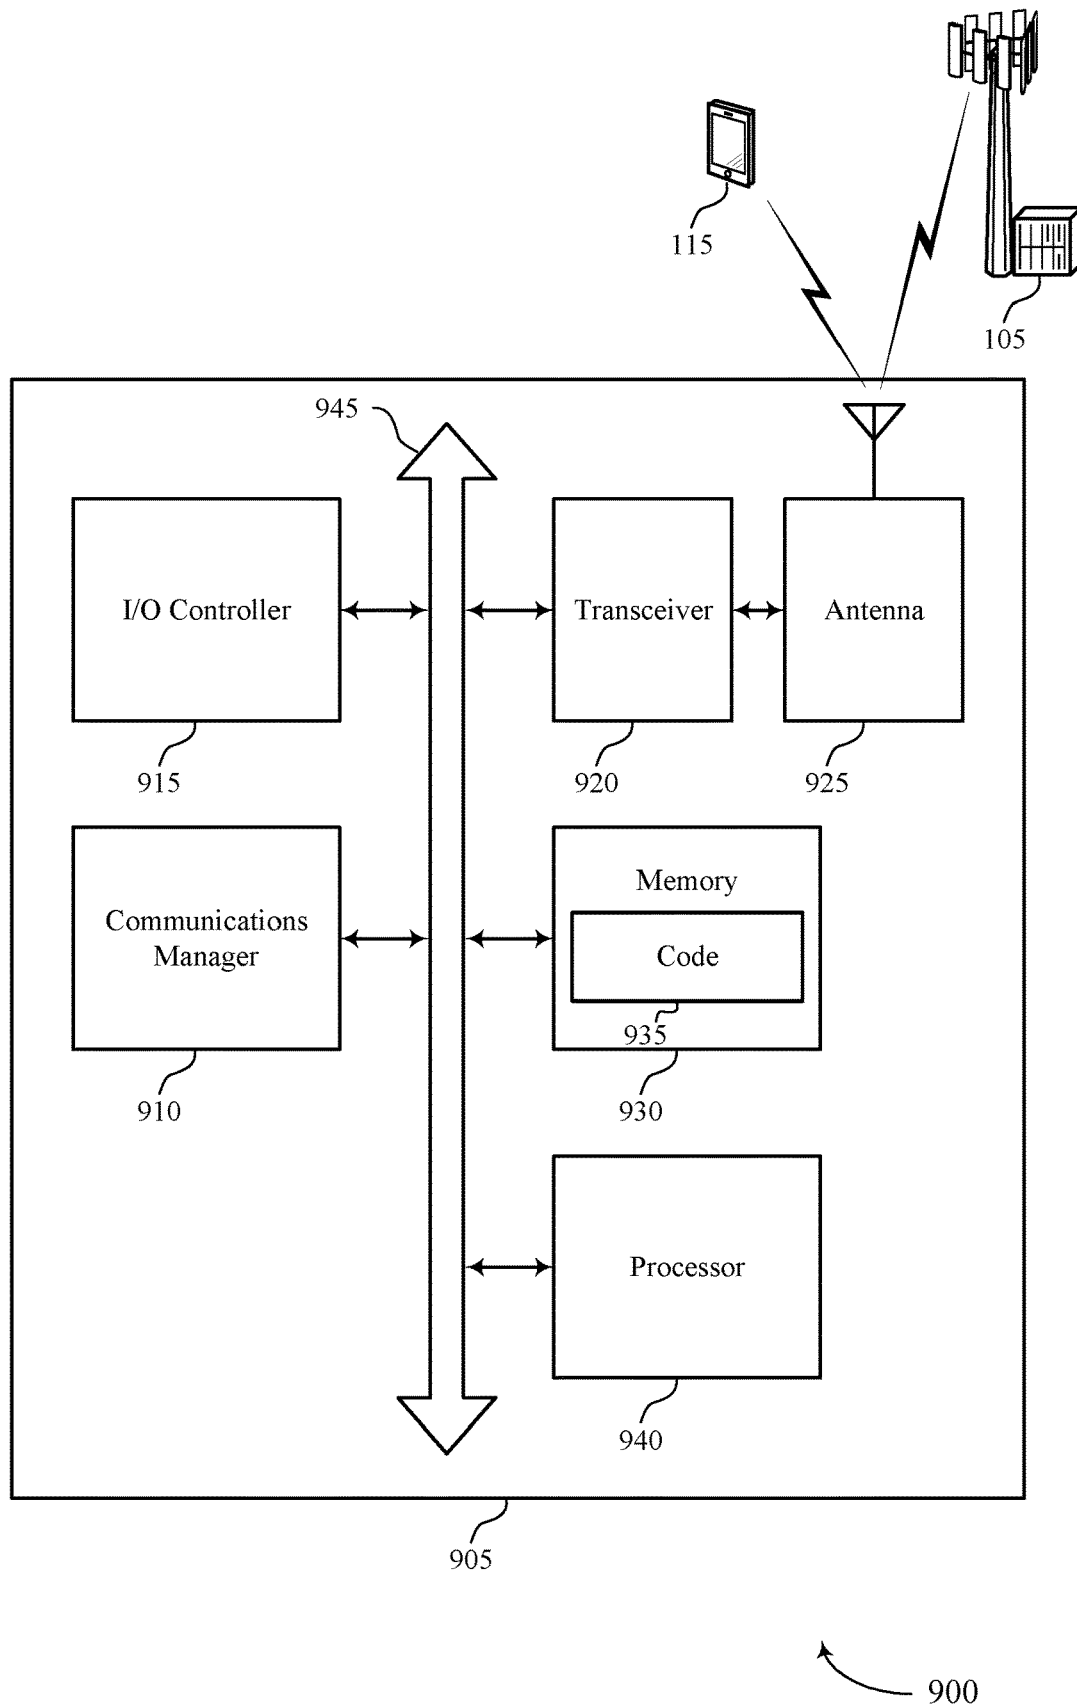 115
105
945
I/O Controller
Transceiver
Antenna
915
920
925
Communications
Manager
Memory
Code
935
910
930
Processor
940
905
900